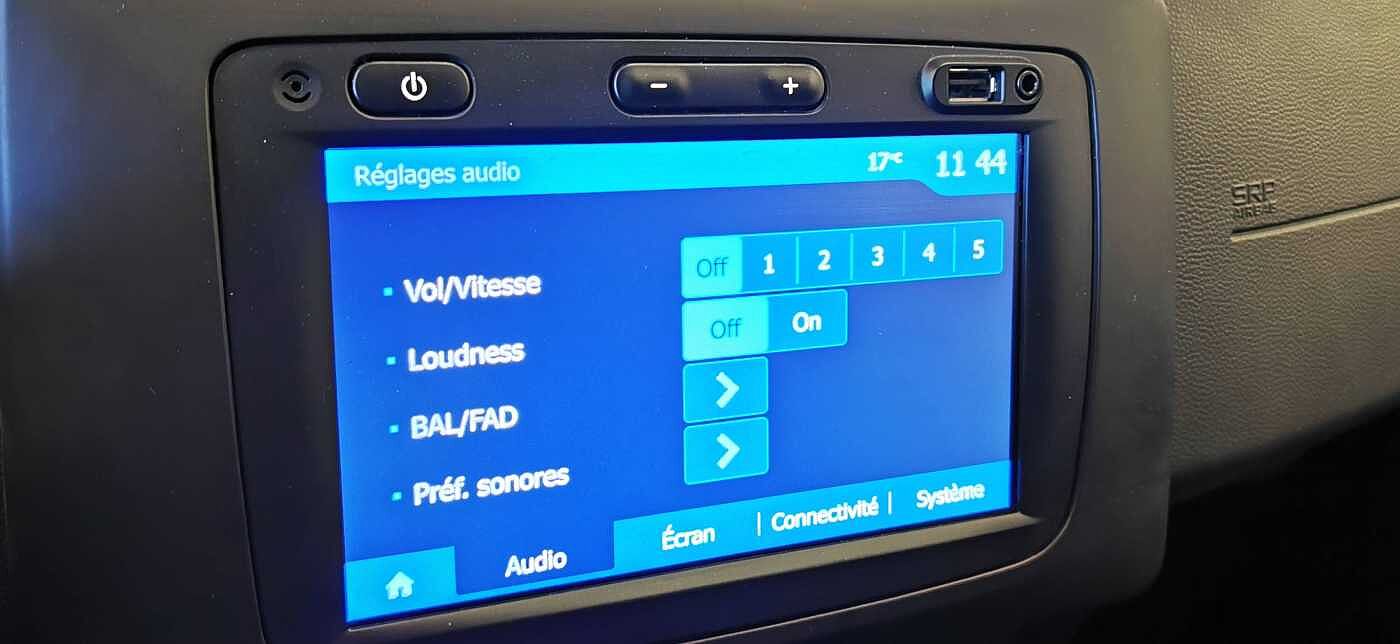 − +
Réglages audio 17°C 11 44
Vol/Vitesse Off 1 2 3 4 5
Loudness Off On
BAL/FAD
Préf. sonores
Audio Écran Connectivité Système
SRP
AIRBAG